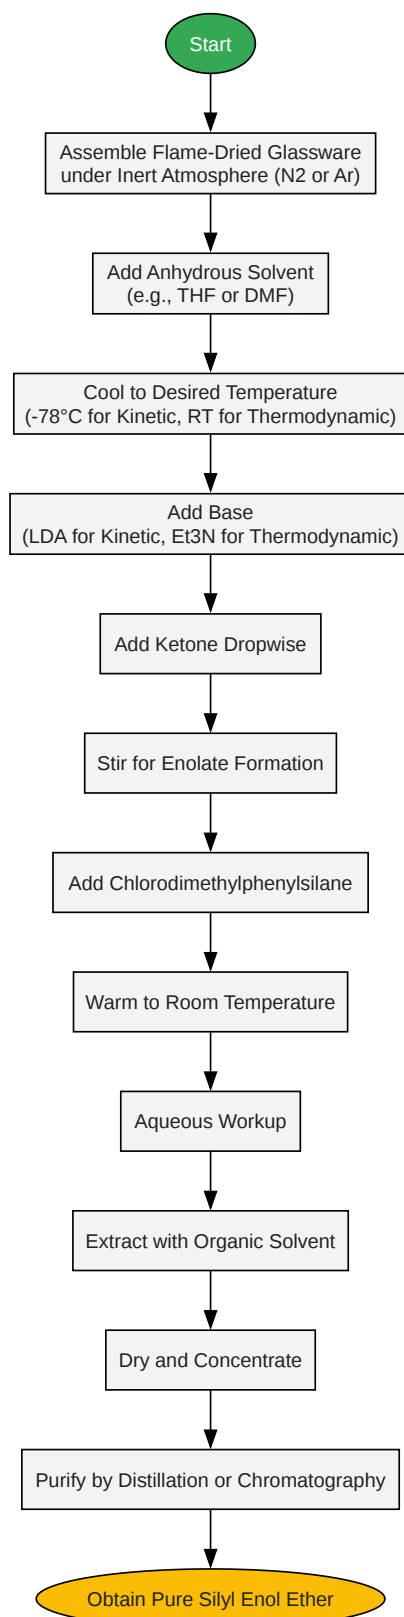 Start
Assemble Flame-Dried Glassware
under Inert Atmosphere (N2 or Ar)
Add Anhydrous Solvent
(e.g., THF or DMF)
Cool to Desired Temperature
(-78°C for Kinetic, RT for Thermodynamic)
Add Base
(LDA for Kinetic, Et3N for Thermodynamic)
Add Ketone Dropwise
Stir for Enolate Formation
Add Chlorodimethylphenylsilane
Warm to Room Temperature
Aqueous Workup
Extract with Organic Solvent
Dry and Concentrate
Purify by Distillation or Chromatography
Obtain Pure Silyl Enol Ether